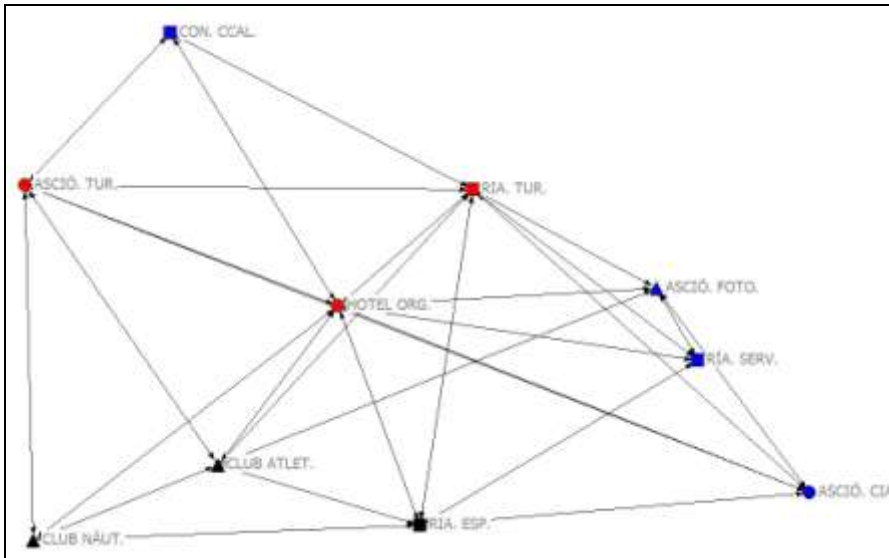 CON. CCAL.
ASCIÓ. TUR.
RIA. TUR.
ASCIÓ. FOTO.
HOTEL ORG.
RÍA. SERV.
CLUB ATLET.
ASCIÓ. CIA
RIA. ESP.
CLUB NÁUT.